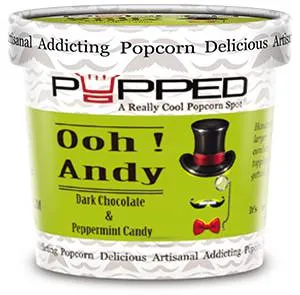 Artisanal Addicting Popcorn Delicious Artisa
POPPED
A Really Cool Popcorn Spot
Ooh !
Andy
Dark Chocolate
&
Peppermint Candy
Addicting Popcorn Delicious Artisanal Addicting